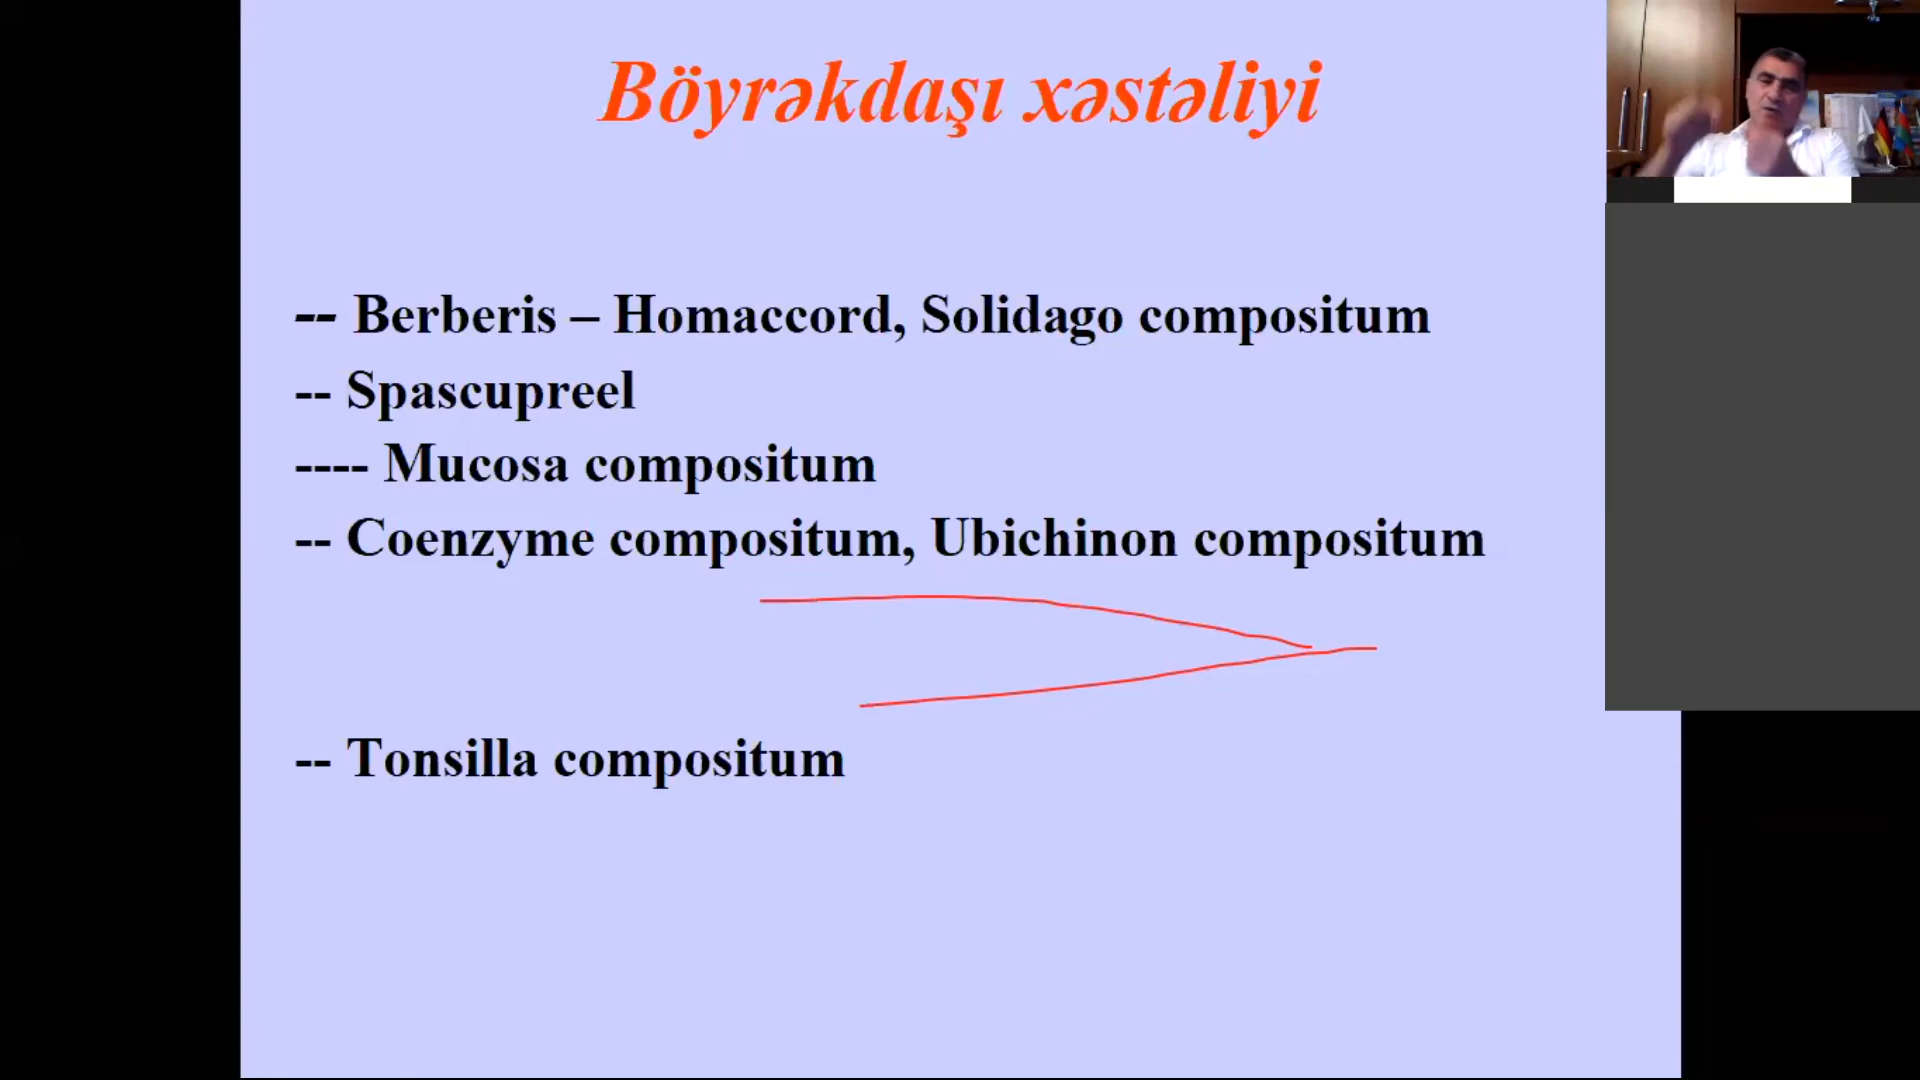 Böyrəkdaşı xəstəliyi
-- Berberis – Homaccord, Solidago compositum
-- Spascupreel
---- Mucosa compositum
-- Coenzyme compositum, Ubichinon compositum
-- Tonsilla compositum